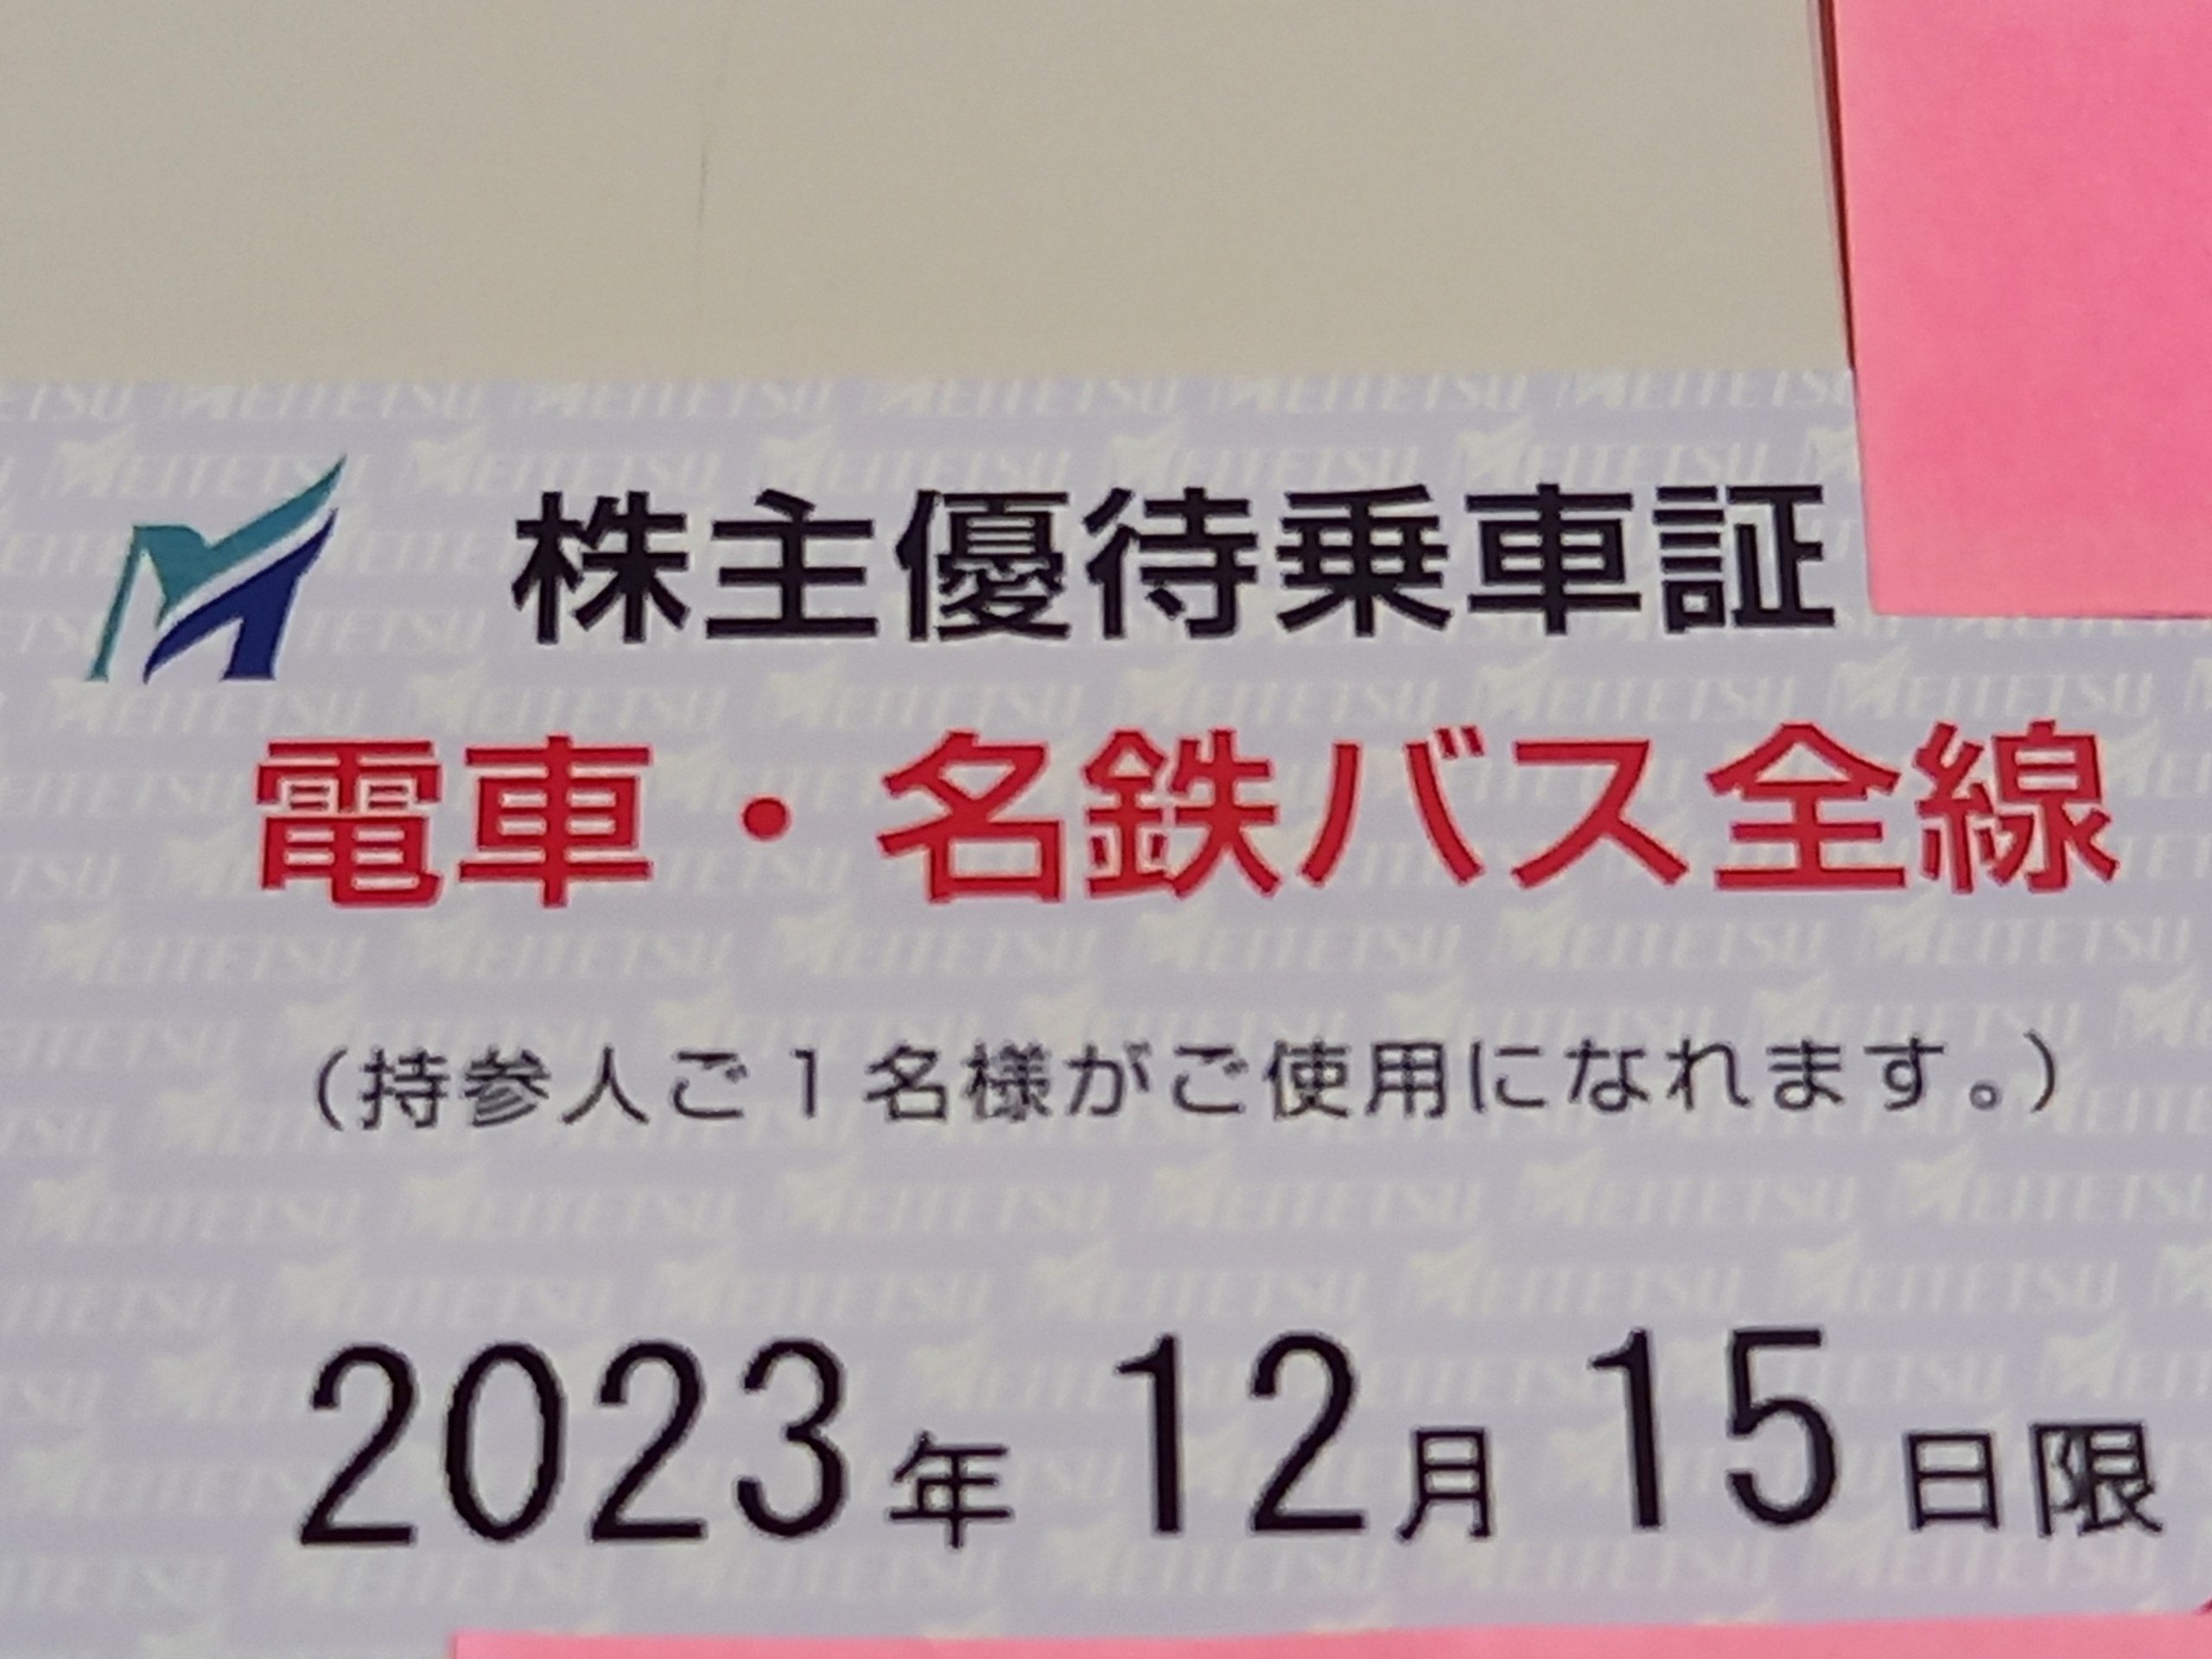 株主優待乗車証
電車・名鉄バス全線
（持参人ご1名様がご使用になれます。）
2023年 12月 15日限